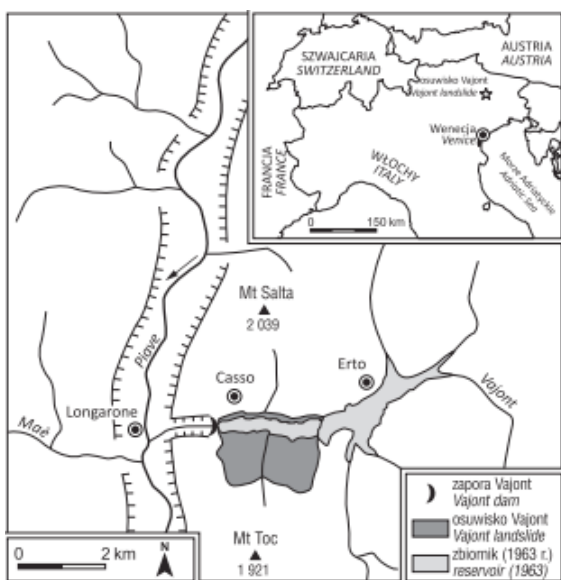 SZWAJCARIA
SWITZERLAND
AUSTRIA
AUSTRIA
osuwisko Vajont
Vajont landslide
Wenecja
Venice
FRANCJA
FRANCE
WŁOCHY
ITALY
Morze Adriatyckie
Adriatic Sea
0 150 km
Mt Salta
2 039
Piave
Casso
Erto
Vajont
Longarone
Maè
Mt Toc
1 921
0 2 km
N
zapora Vajont
Vajont dam
osuwisko Vajont
Vajont landslide
zbiornik (1963 r.)
reservoir (1963)